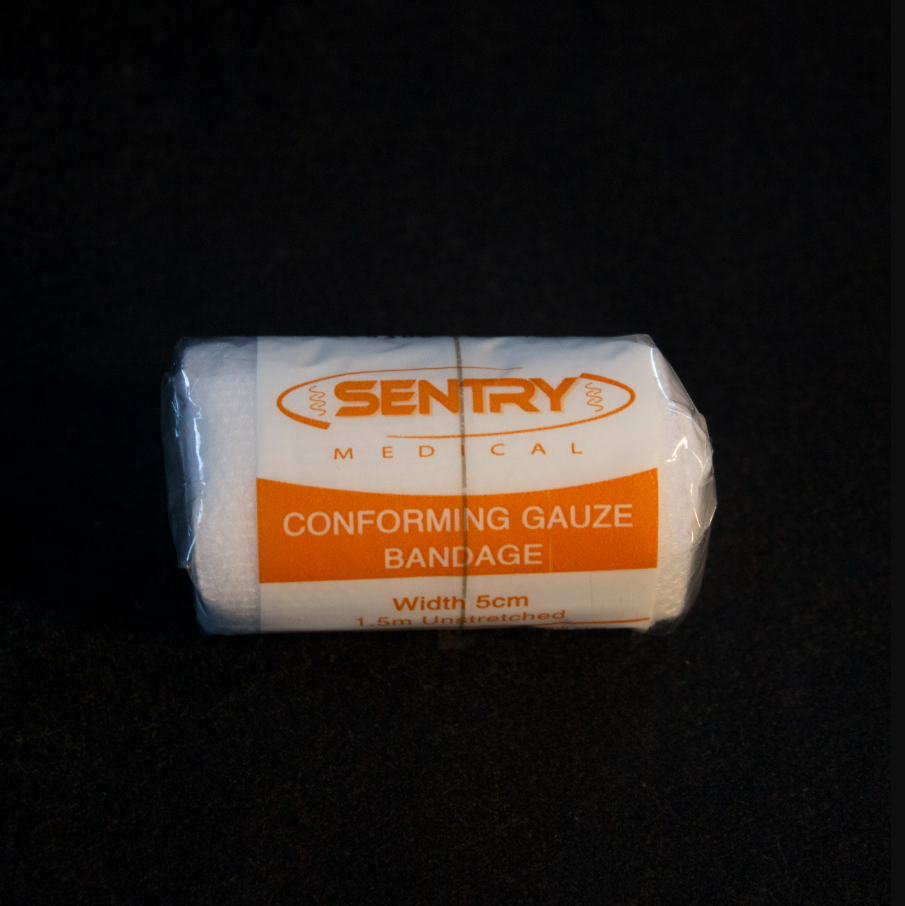 SENTRY
MEDICAL
CONFORMING GAUZE
BANDAGE
Width 5cm
1.5m Unstretched